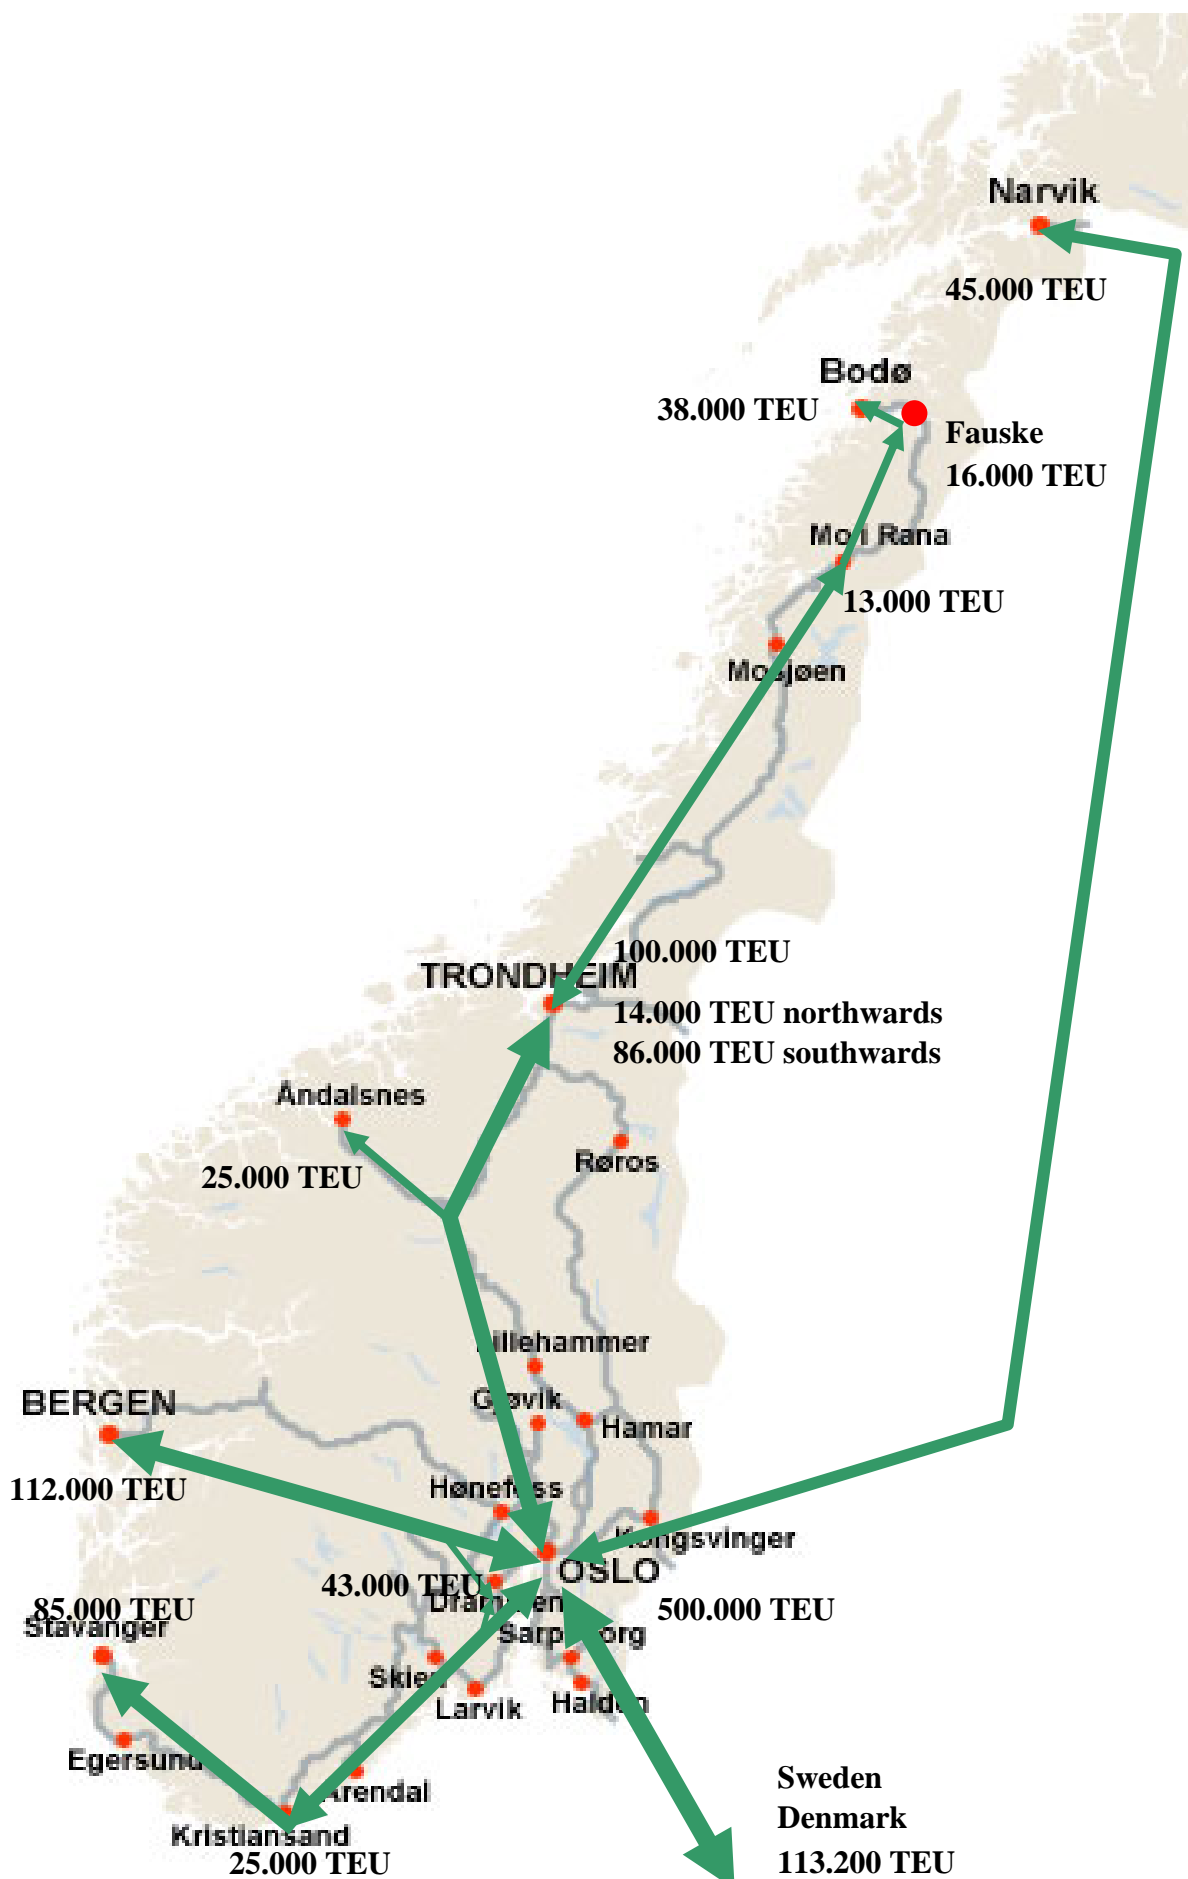 Narvik
45.000 TEU
Bodø
38.000 TEU
Fauske
16.000 TEU
Mo i Rana
13.000 TEU
Mosjøen
100.000 TEU
TRONDHEIM
14.000 TEU northwards
86.000 TEU southwards
Åndalsnes
25.000 TEU
Røros
Lillehammer
BERGEN
Gjøvik
Hamar
112.000 TEU
Hønefoss
Kongsvinger
OSLO
43.000 TEU
Drammen
85.000 TEU
500.000 TEU
Stavanger
Sarpsborg
Skien
Larvik
Halden
Egersund
Arendal
Sweden
Denmark
Kristiansand
25.000 TEU
113.200 TEU